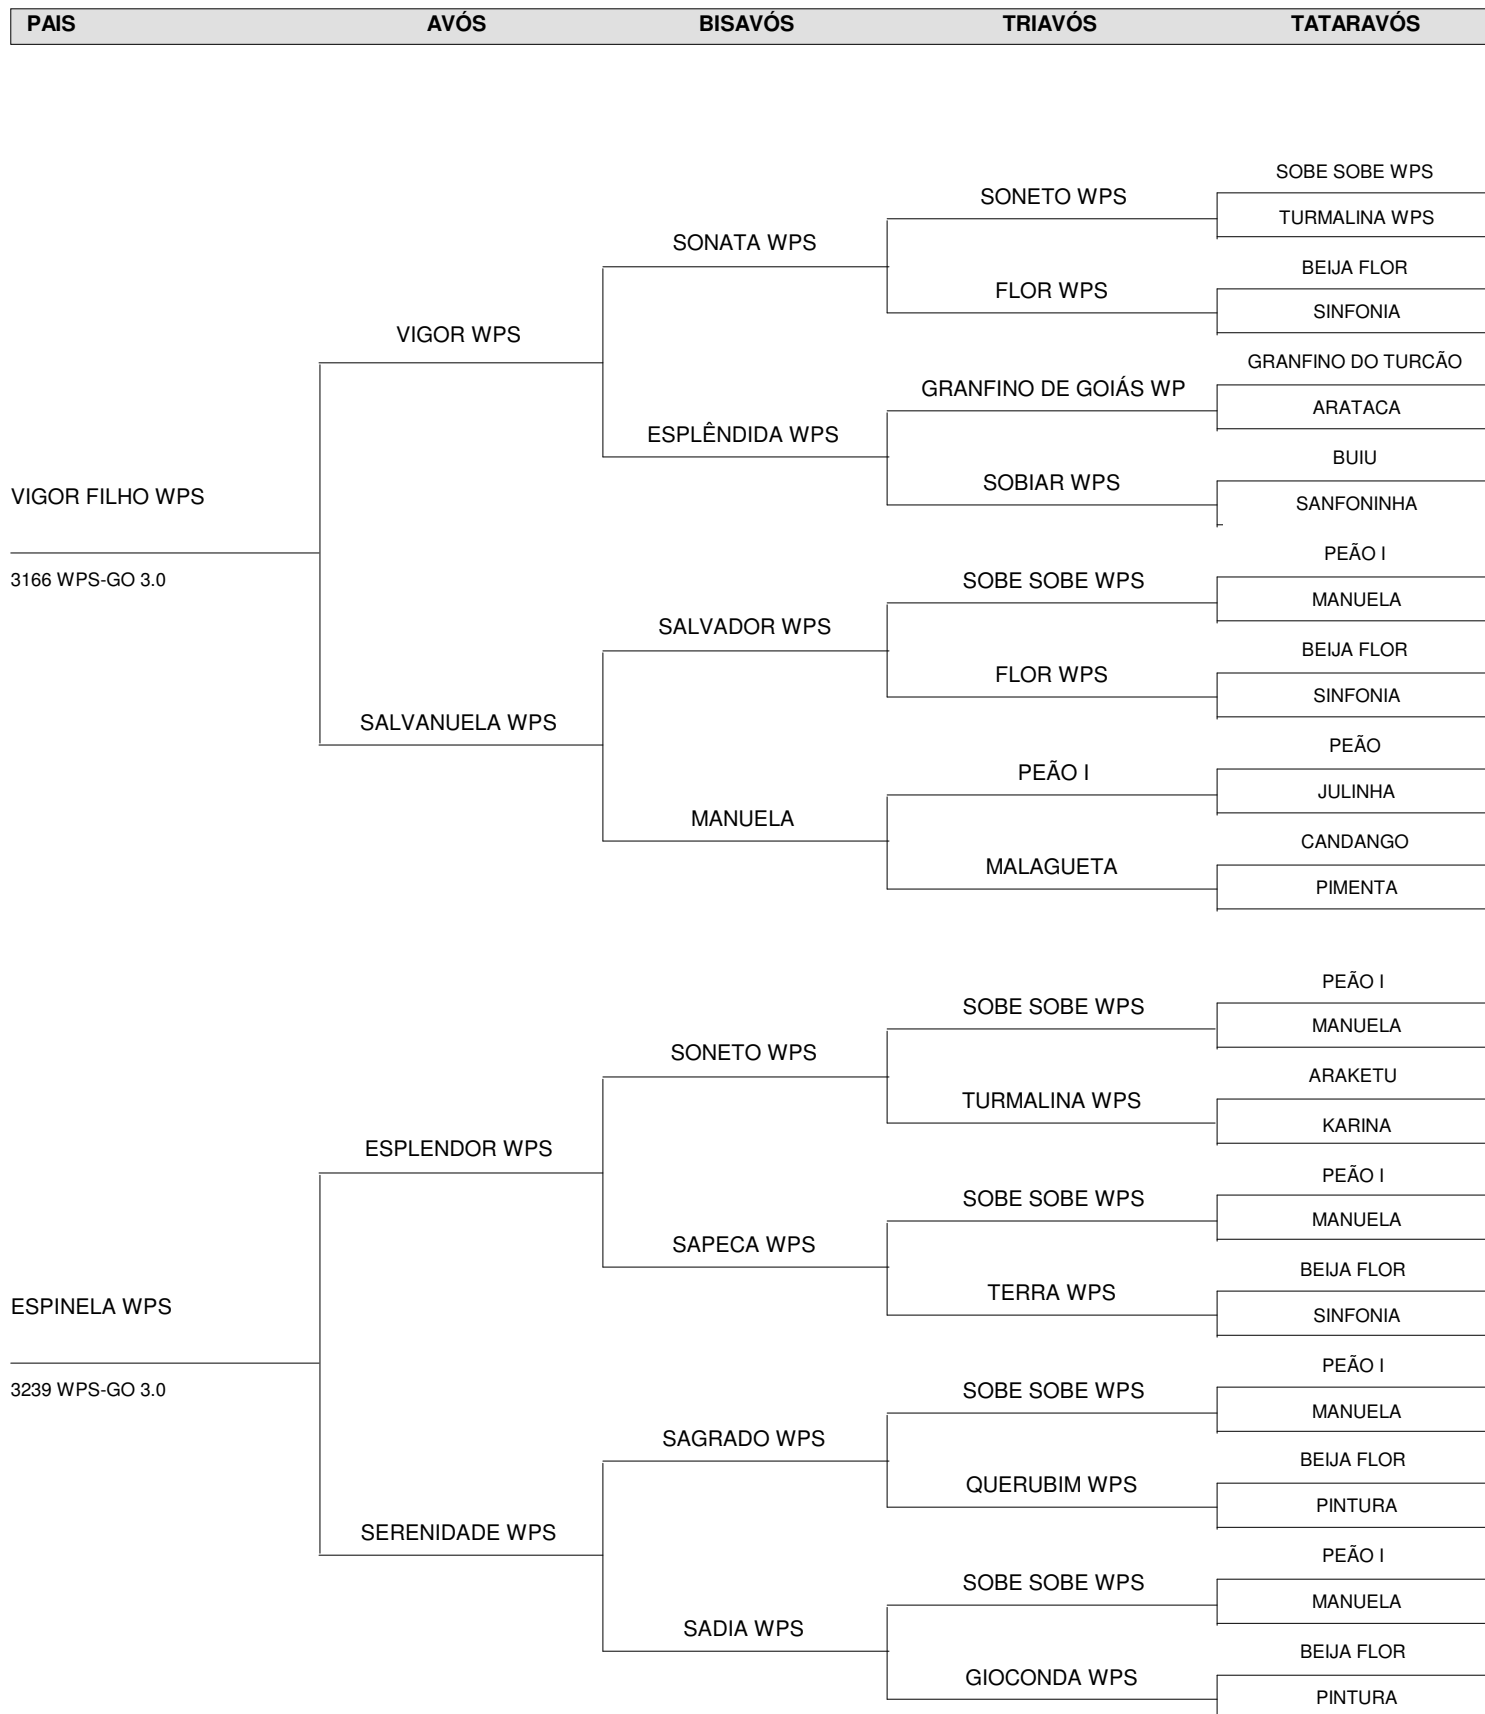 PAIS AVÓS BISAVÓS TRIAVÓS TATARAVÓS
SOBE SOBE WPS
SONETO WPS
TURMALINA WPS
SONATA WPS
BEIJA FLOR
FLOR WPS
SINFONIA
VIGOR WPS
GRANFINO DO TURCÃO
GRANFINO DE GOIÁS WP
ARATACA
ESPLÊNDIDA WPS
BUIU
SOBIAR WPS
SANFONINHA
VIGOR FILHO WPS
3166 WPS-GO 3.0
PEÃO I
SOBE SOBE WPS
MANUELA
SALVADOR WPS
BEIJA FLOR
FLOR WPS
SINFONIA
SALVANUELA WPS
PEÃO
PEÃO I
JULINHA
MANUELA
CANDANGO
MALAGUETA
PIMENTA
PEÃO I
SOBE SOBE WPS
MANUELA
SONETO WPS
ARAKETU
TURMALINA WPS
KARINA
ESPLENDOR WPS
PEÃO I
SOBE SOBE WPS
MANUELA
SAPECA WPS
BEIJA FLOR
TERRA WPS
SINFONIA
ESPINELA WPS
3239 WPS-GO 3.0
PEÃO I
SOBE SOBE WPS
MANUELA
SAGRADO WPS
BEIJA FLOR
QUERUBIM WPS
PINTURA
SERENIDADE WPS
PEÃO I
SOBE SOBE WPS
MANUELA
SADIA WPS
BEIJA FLOR
GIOCONDA WPS
PINTURA